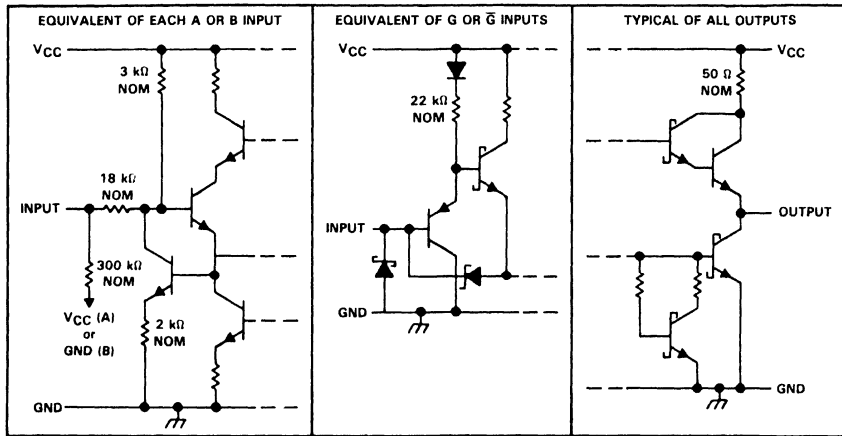 EQUIVALENT OF EACH A OR B INPUT
VCC
3 kΩ
NOM
18 kΩ
NOM
INPUT
300 kΩ
NOM
VCC (A)
or
GND (B)
2 kΩ
NOM
GND
EQUIVALENT OF G OR G̅ INPUTS
VCC
22 kΩ
NOM
INPUT
GND
TYPICAL OF ALL OUTPUTS
VCC
50 Ω
NOM
OUTPUT
GND